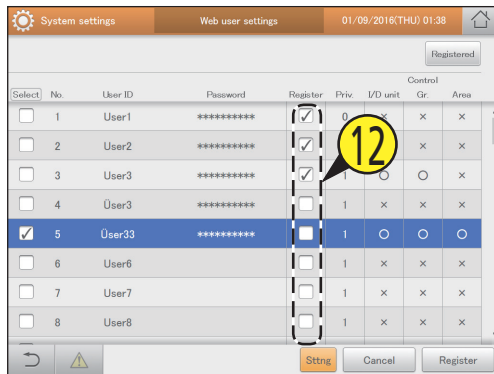 System settings Web user settings 01/09/2016(THU) 01:38
Registered
Control
Select No. User ID Password Register Priv. I/D unit Gr. Area
1 User1 ********** ✓ 0 × × ×
2 User2 ********** ✓ × ×
3 User3 ********** ✓ 1 ○ ○ ×
4 Üser3 ********** 1 × × ×
✓ 5 Üser33 ********** 1 ○ ○ ○
6 User6 1 × × ×
7 User7 1 × × ×
8 User8 1 × × ×
12
Sttng Cancel Register